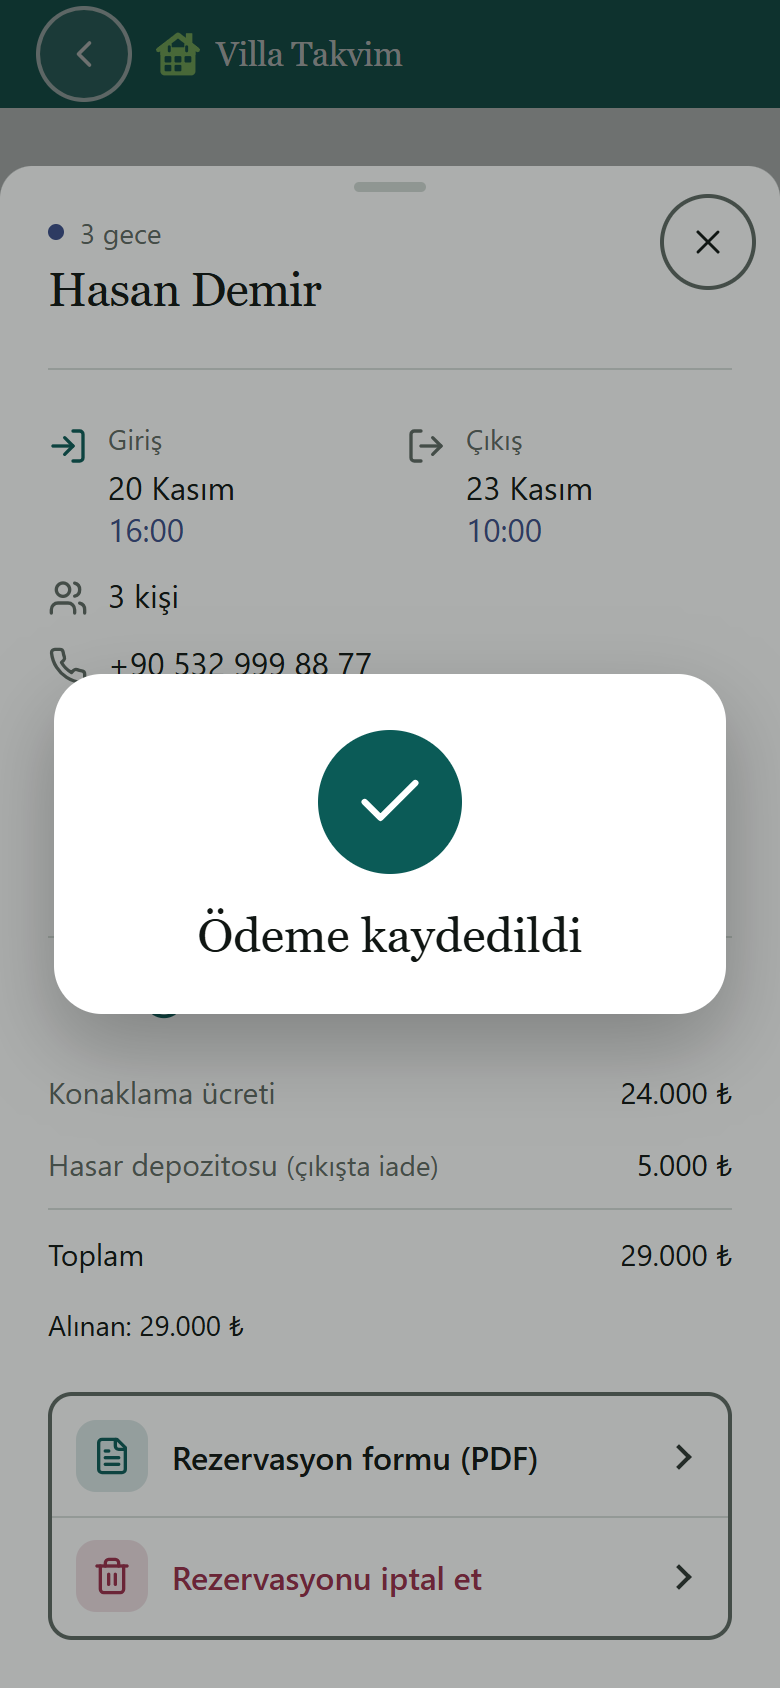 Villa Takvim
3 gece
Hasan Demir
Giriş
20 Kasım
16:00
Çıkış
23 Kasım
10:00
3 kişi
+90 532 999 88 77
Ödeme kaydedildi
Konaklama ücreti 24.000 ₺
Hasar depozitosu (çıkışta iade) 5.000 ₺
Toplam 29.000 ₺
Alınan: 29.000 ₺
Rezervasyon formu (PDF)
Rezervasyonu iptal et